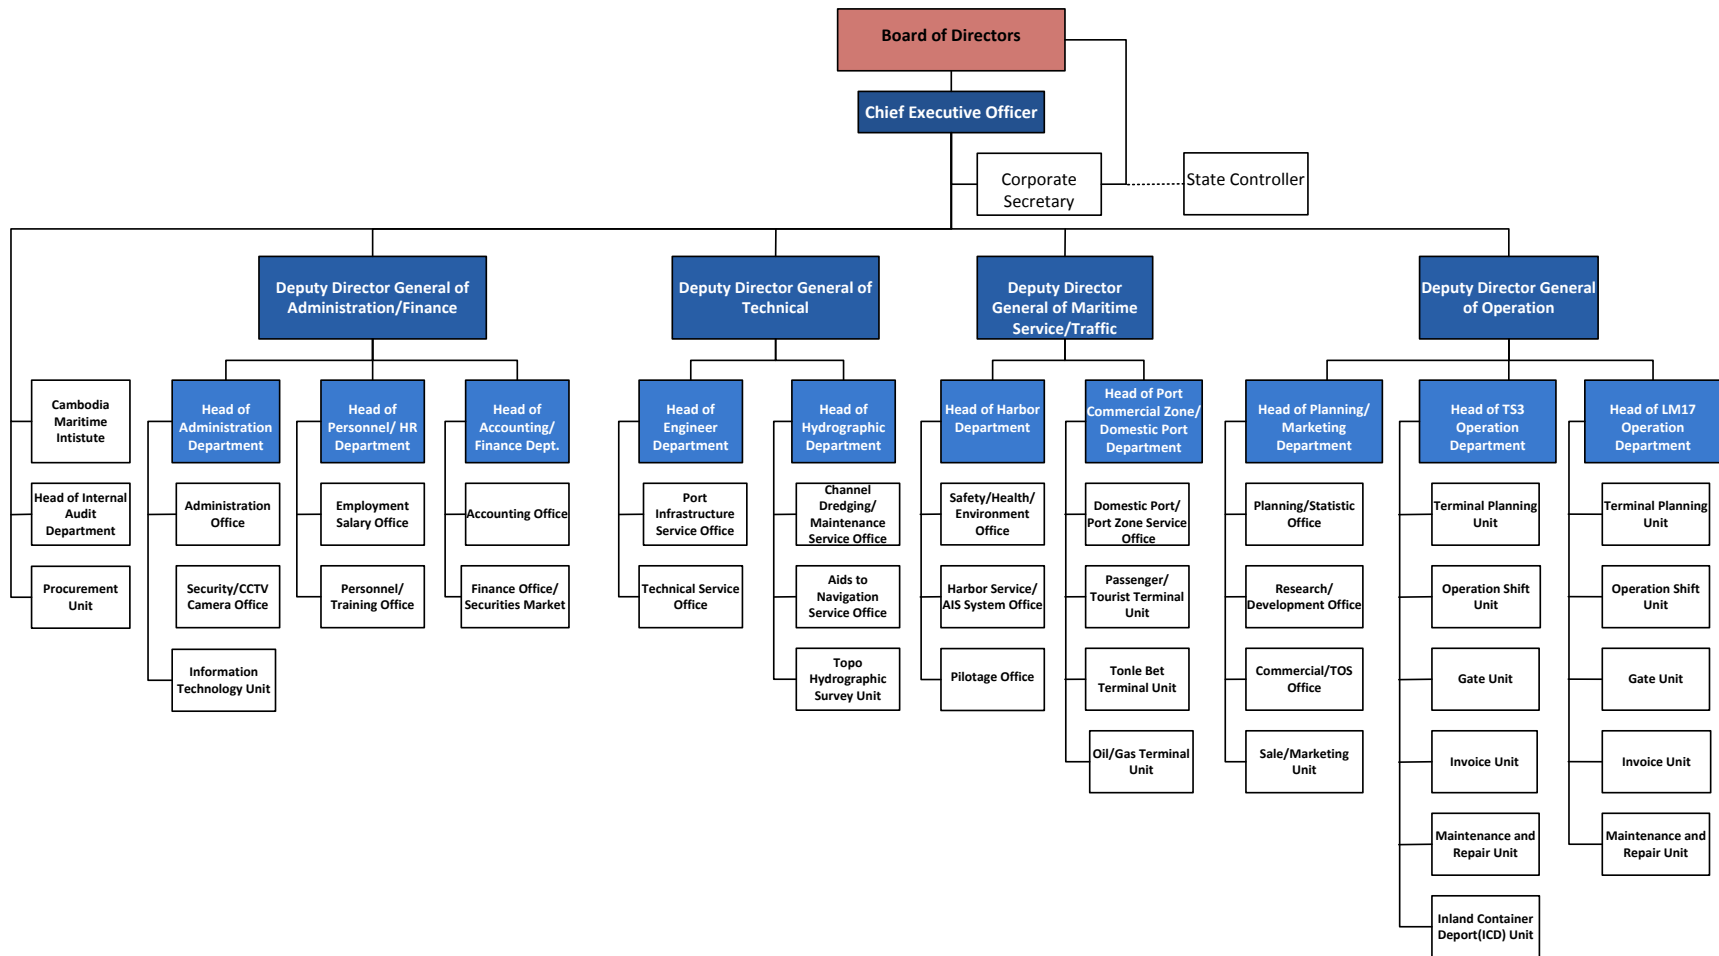 Board of Directors
Chief Executive Officer
Corporate
Secretary
State Controller
Deputy Director General of
Administration/Finance
Deputy Director General of
Technical
Deputy Director
General of Maritime
Service/Traffic
Deputy Director General
of Operation
Cambodia
Maritime
Intistute
Head of Internal
Audit
Department
Procurement
Unit
Head of
Administration
Department
Administration
Office
Security/CCTV
Camera Office
Information
Technology Unit
Head of
Personnel/ HR
Department
Employment
Salary Office
Personnel/
Training Office
Head of
Accounting/
Finance Dept.
Accounting Office
Finance Office/
Securities Market
Head of
Engineer
Department
Port
Infrastructure
Service Office
Technical Service
Office
Head of
Hydrographic
Department
Channel
Dredging/
Maintenance
Service Office
Aids to
Navigation
Service Office
Topo
Hydrographic
Survey Unit
Head of Harbor
Department
Safety/Health/
Environment
Office
Harbor Service/
AIS System Office
Pilotage Office
Head of Port
Commercial Zone/
Domestic Port
Department
Domestic Port/
Port Zone Service
Office
Passenger/
Tourist Terminal
Unit
Tonle Bet
Terminal Unit
Oil/Gas Terminal
Unit
Head of Planning/
Marketing
Department
Planning/Statistic
Office
Research/
Development Office
Commercial/TOS
Office
Sale/Marketing
Unit
Head of TS3
Operation
Department
Terminal Planning
Unit
Operation Shift
Unit
Gate Unit
Invoice Unit
Maintenance and
Repair Unit
Inland Container
Deport(ICD) Unit
Head of LM17
Operation
Department
Terminal Planning
Unit
Operation Shift
Unit
Gate Unit
Invoice Unit
Maintenance and
Repair Unit